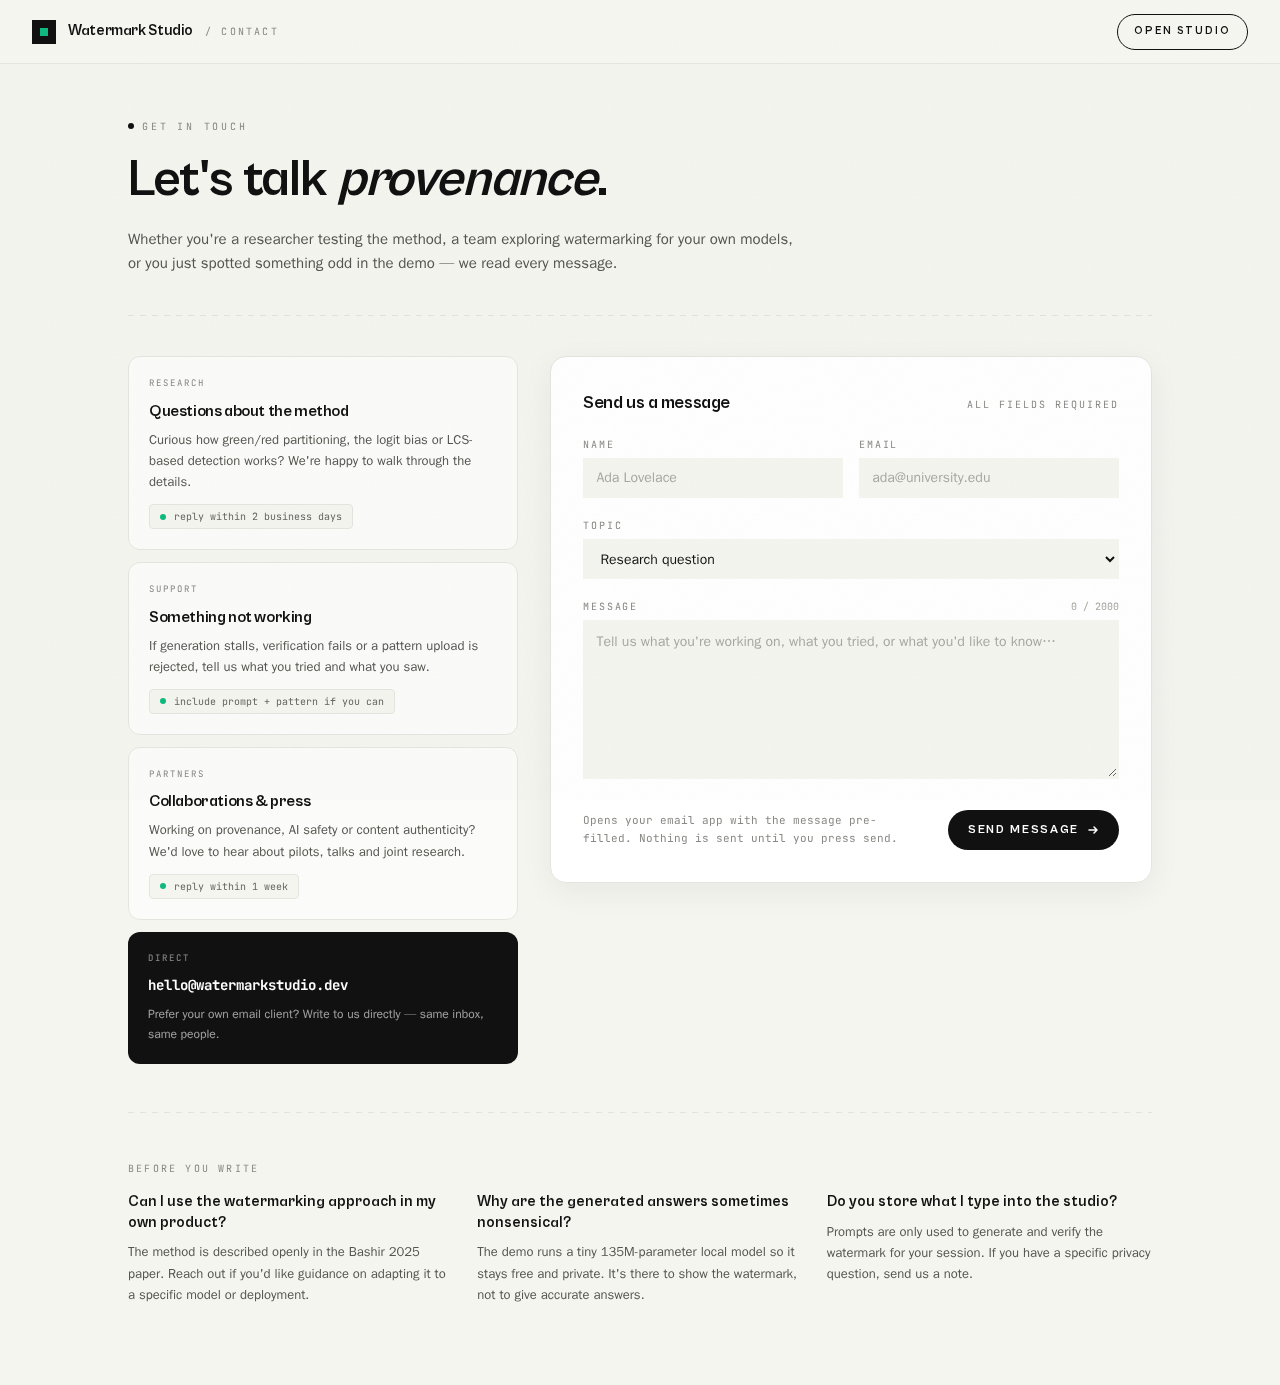 Watermark Studio / CONTACT
OPEN STUDIO
GET IN TOUCH
Let's talk provenance.
Whether you're a researcher testing the method, a team exploring watermarking for your own models,
or you just spotted something odd in the demo — we read every message.
RESEARCH
Questions about the method
Curious how green/red partitioning, the logit bias or LCS-
based detection works? We're happy to walk through the
details.
reply within 2 business days
SUPPORT
Something not working
If generation stalls, verification fails or a pattern upload is
rejected, tell us what you tried and what you saw.
include prompt + pattern if you can
PARTNERS
Collaborations & press
Working on provenance, AI safety or content authenticity?
We'd love to hear about pilots, talks and joint research.
reply within 1 week
DIRECT
hello@watermarkstudio.dev
Prefer your own email client? Write to us directly — same inbox,
same people.
Send us a message
ALL FIELDS REQUIRED
NAME
EMAIL
Ada Lovelace
ada@university.edu
TOPIC
Research question
MESSAGE
0 / 2000
Tell us what you're working on, what you tried, or what you'd like to know…
Opens your email app with the message pre-
filled. Nothing is sent until you press send.
SEND MESSAGE →
BEFORE YOU WRITE
Can I use the watermarking approach in my
own product?
The method is described openly in the Bashir 2025
paper. Reach out if you'd like guidance on adapting it to
a specific model or deployment.
Why are the generated answers sometimes
nonsensical?
The demo runs a tiny 135M-parameter local model so it
stays free and private. It's there to show the watermark,
not to give accurate answers.
Do you store what I type into the studio?
Prompts are only used to generate and verify the
watermark for your session. If you have a specific privacy
question, send us a note.